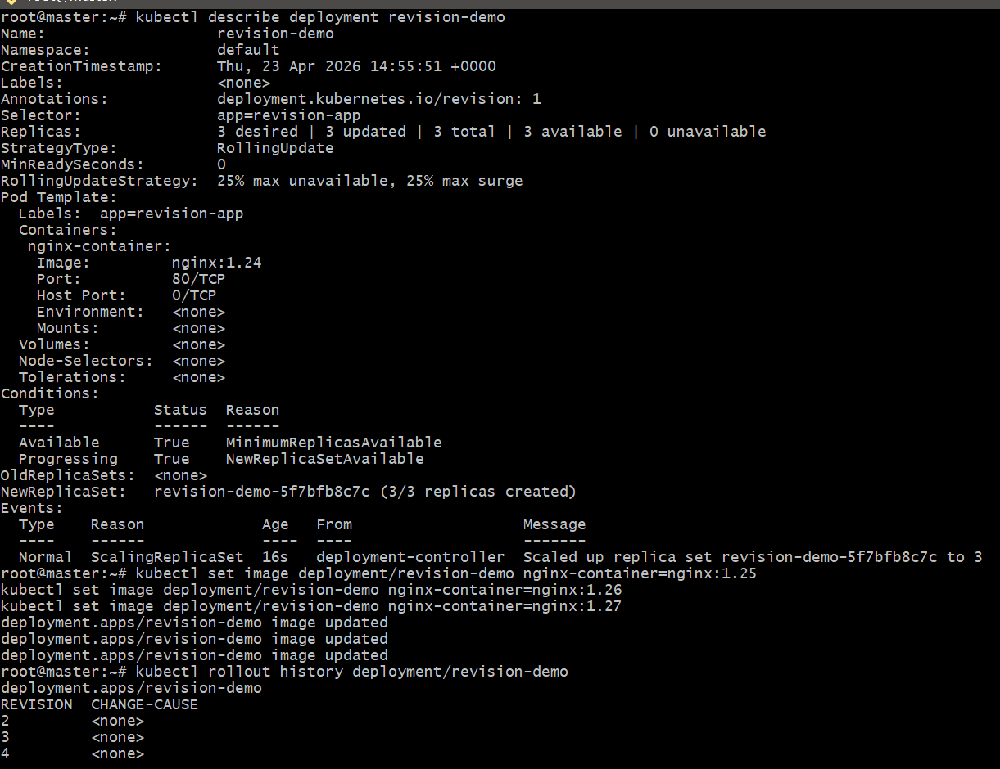 root@master:~# kubectl describe deployment revision-demo
Name:                   revision-demo
Namespace:              default
CreationTimestamp:      Thu, 23 Apr 2026 14:55:51 +0000
Labels:                 <none>
Annotations:            deployment.kubernetes.io/revision: 1
Selector:               app=revision-app
Replicas:               3 desired | 3 updated | 3 total | 3 available | 0 unavailable
StrategyType:           RollingUpdate
MinReadySeconds:        0
RollingUpdateStrategy:  25% max unavailable, 25% max surge
Pod Template:
  Labels:  app=revision-app
  Containers:
   nginx-container:
    Image:         nginx:1.24
    Port:          80/TCP
    Host Port:     0/TCP
    Environment:   <none>
    Mounts:        <none>
  Volumes:         <none>
  Node-Selectors:  <none>
  Tolerations:     <none>
Conditions:
  Type           Status  Reason
  ----           ------  ------
  Available      True    MinimumReplicasAvailable
  Progressing    True    NewReplicaSetAvailable
OldReplicaSets:  <none>
NewReplicaSet:   revision-demo-5f7bfb8c7c (3/3 replicas created)
Events:
  Type    Reason             Age   From                   Message
  ----    ------             ----  ----                   -------
  Normal  ScalingReplicaSet  16s   deployment-controller  Scaled up replica set revision-demo-5f7bfb8c7c to 3
root@master:~# kubectl set image deployment/revision-demo nginx-container=nginx:1.25
kubectl set image deployment/revision-demo nginx-container=nginx:1.26
kubectl set image deployment/revision-demo nginx-container=nginx:1.27
deployment.apps/revision-demo image updated
deployment.apps/revision-demo image updated
deployment.apps/revision-demo image updated
root@master:~# kubectl rollout history deployment/revision-demo
deployment.apps/revision-demo
REVISION  CHANGE-CAUSE
2         <none>
3         <none>
4         <none>